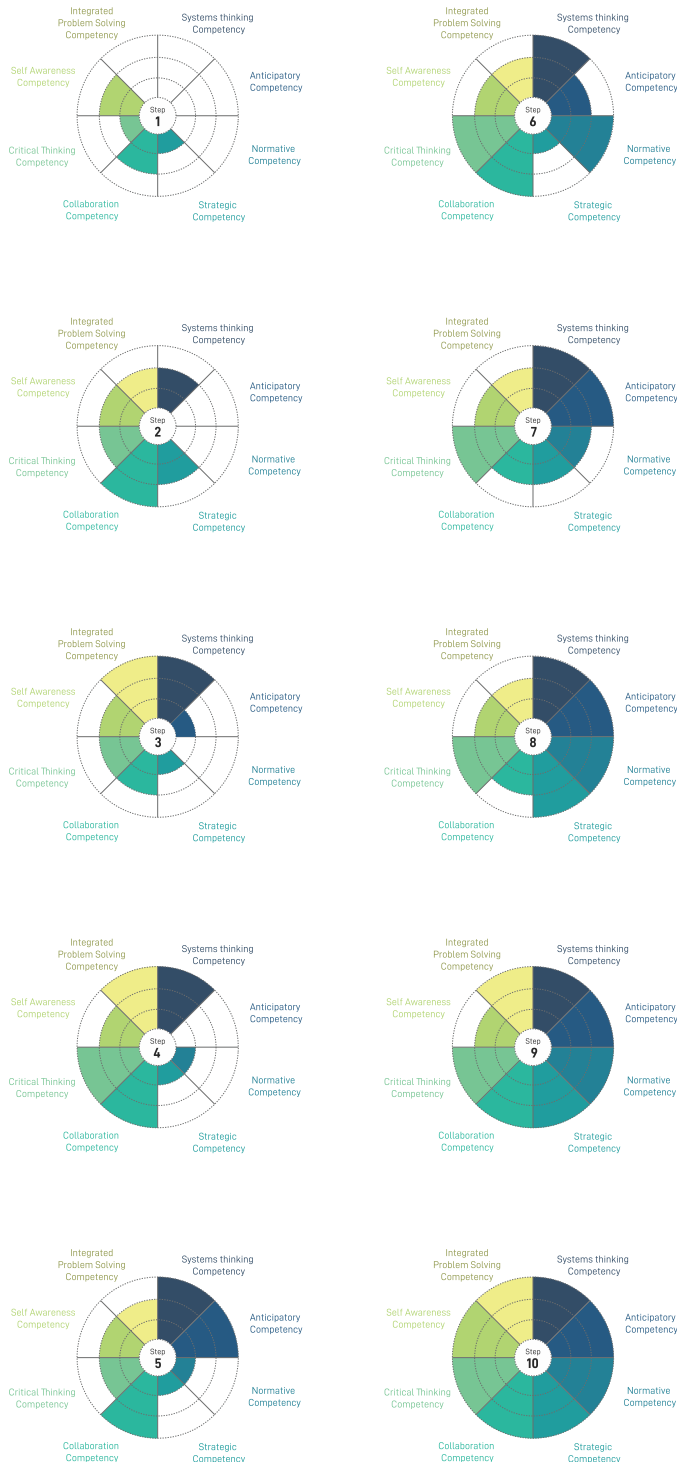 Integrated
Problem Solving
Competency
Systems thinking
Competency
Self Awareness
Competency
Anticipatory
Competency
Step
1
Critical Thinking
Competency
Normative
Competency
Collaboration
Competency
Strategic
Competency
Integrated
Problem Solving
Competency
Systems thinking
Competency
Self Awareness
Competency
Anticipatory
Competency
Step
6
Critical Thinking
Competency
Normative
Competency
Collaboration
Competency
Strategic
Competency
Integrated
Problem Solving
Competency
Systems thinking
Competency
Self Awareness
Competency
Anticipatory
Competency
Step
2
Critical Thinking
Competency
Normative
Competency
Collaboration
Competency
Strategic
Competency
Integrated
Problem Solving
Competency
Systems thinking
Competency
Self Awareness
Competency
Anticipatory
Competency
Step
7
Critical Thinking
Competency
Normative
Competency
Collaboration
Competency
Strategic
Competency
Integrated
Problem Solving
Competency
Systems thinking
Competency
Self Awareness
Competency
Anticipatory
Competency
Step
3
Critical Thinking
Competency
Normative
Competency
Collaboration
Competency
Strategic
Competency
Integrated
Problem Solving
Competency
Systems thinking
Competency
Self Awareness
Competency
Anticipatory
Competency
Step
8
Critical Thinking
Competency
Normative
Competency
Collaboration
Competency
Strategic
Competency
Integrated
Problem Solving
Competency
Systems thinking
Competency
Self Awareness
Competency
Anticipatory
Competency
Step
4
Critical Thinking
Competency
Normative
Competency
Collaboration
Competency
Strategic
Competency
Integrated
Problem Solving
Competency
Systems thinking
Competency
Self Awareness
Competency
Anticipatory
Competency
Step
9
Critical Thinking
Competency
Normative
Competency
Collaboration
Competency
Strategic
Competency
Integrated
Problem Solving
Competency
Systems thinking
Competency
Self Awareness
Competency
Anticipatory
Competency
Step
5
Critical Thinking
Competency
Normative
Competency
Collaboration
Competency
Strategic
Competency
Integrated
Problem Solving
Competency
Systems thinking
Competency
Self Awareness
Competency
Anticipatory
Competency
Step
10
Critical Thinking
Competency
Normative
Competency
Collaboration
Competency
Strategic
Competency